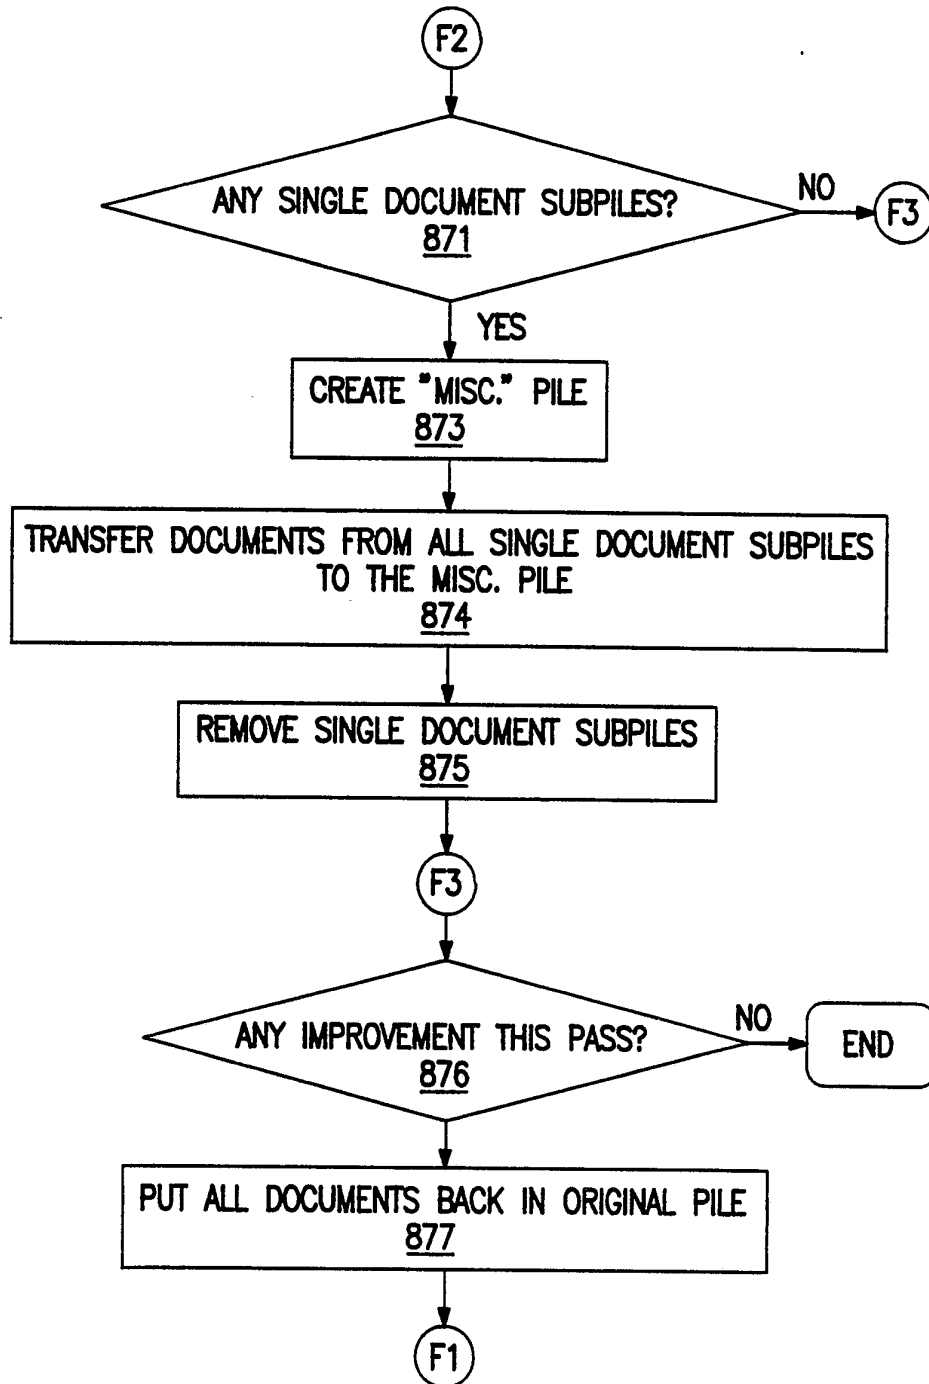 F2
ANY SINGLE DOCUMENT SUBPILES?
871
NO
F3
YES
CREATE "MISC." PILE
873
TRANSFER DOCUMENTS FROM ALL SINGLE DOCUMENT SUBPILES
TO THE MISC. PILE
874
REMOVE SINGLE DOCUMENT SUBPILES
875
F3
ANY IMPROVEMENT THIS PASS?
876
NO
END
PUT ALL DOCUMENTS BACK IN ORIGINAL PILE
877
F1